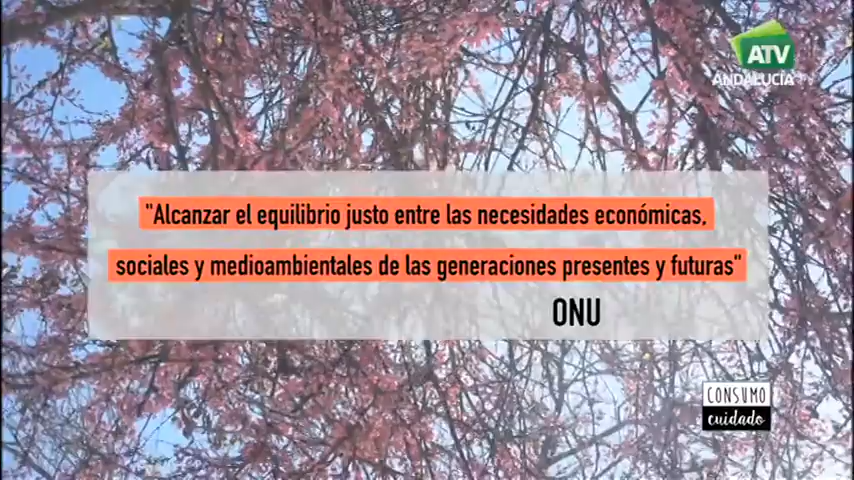 ATV
ANDALUCÍA
"Alcanzar el equilibrio justo entre las necesidades económicas,
sociales y medioambientales de las generaciones presentes y futuras"
ONU
CONSUMO
cuidado